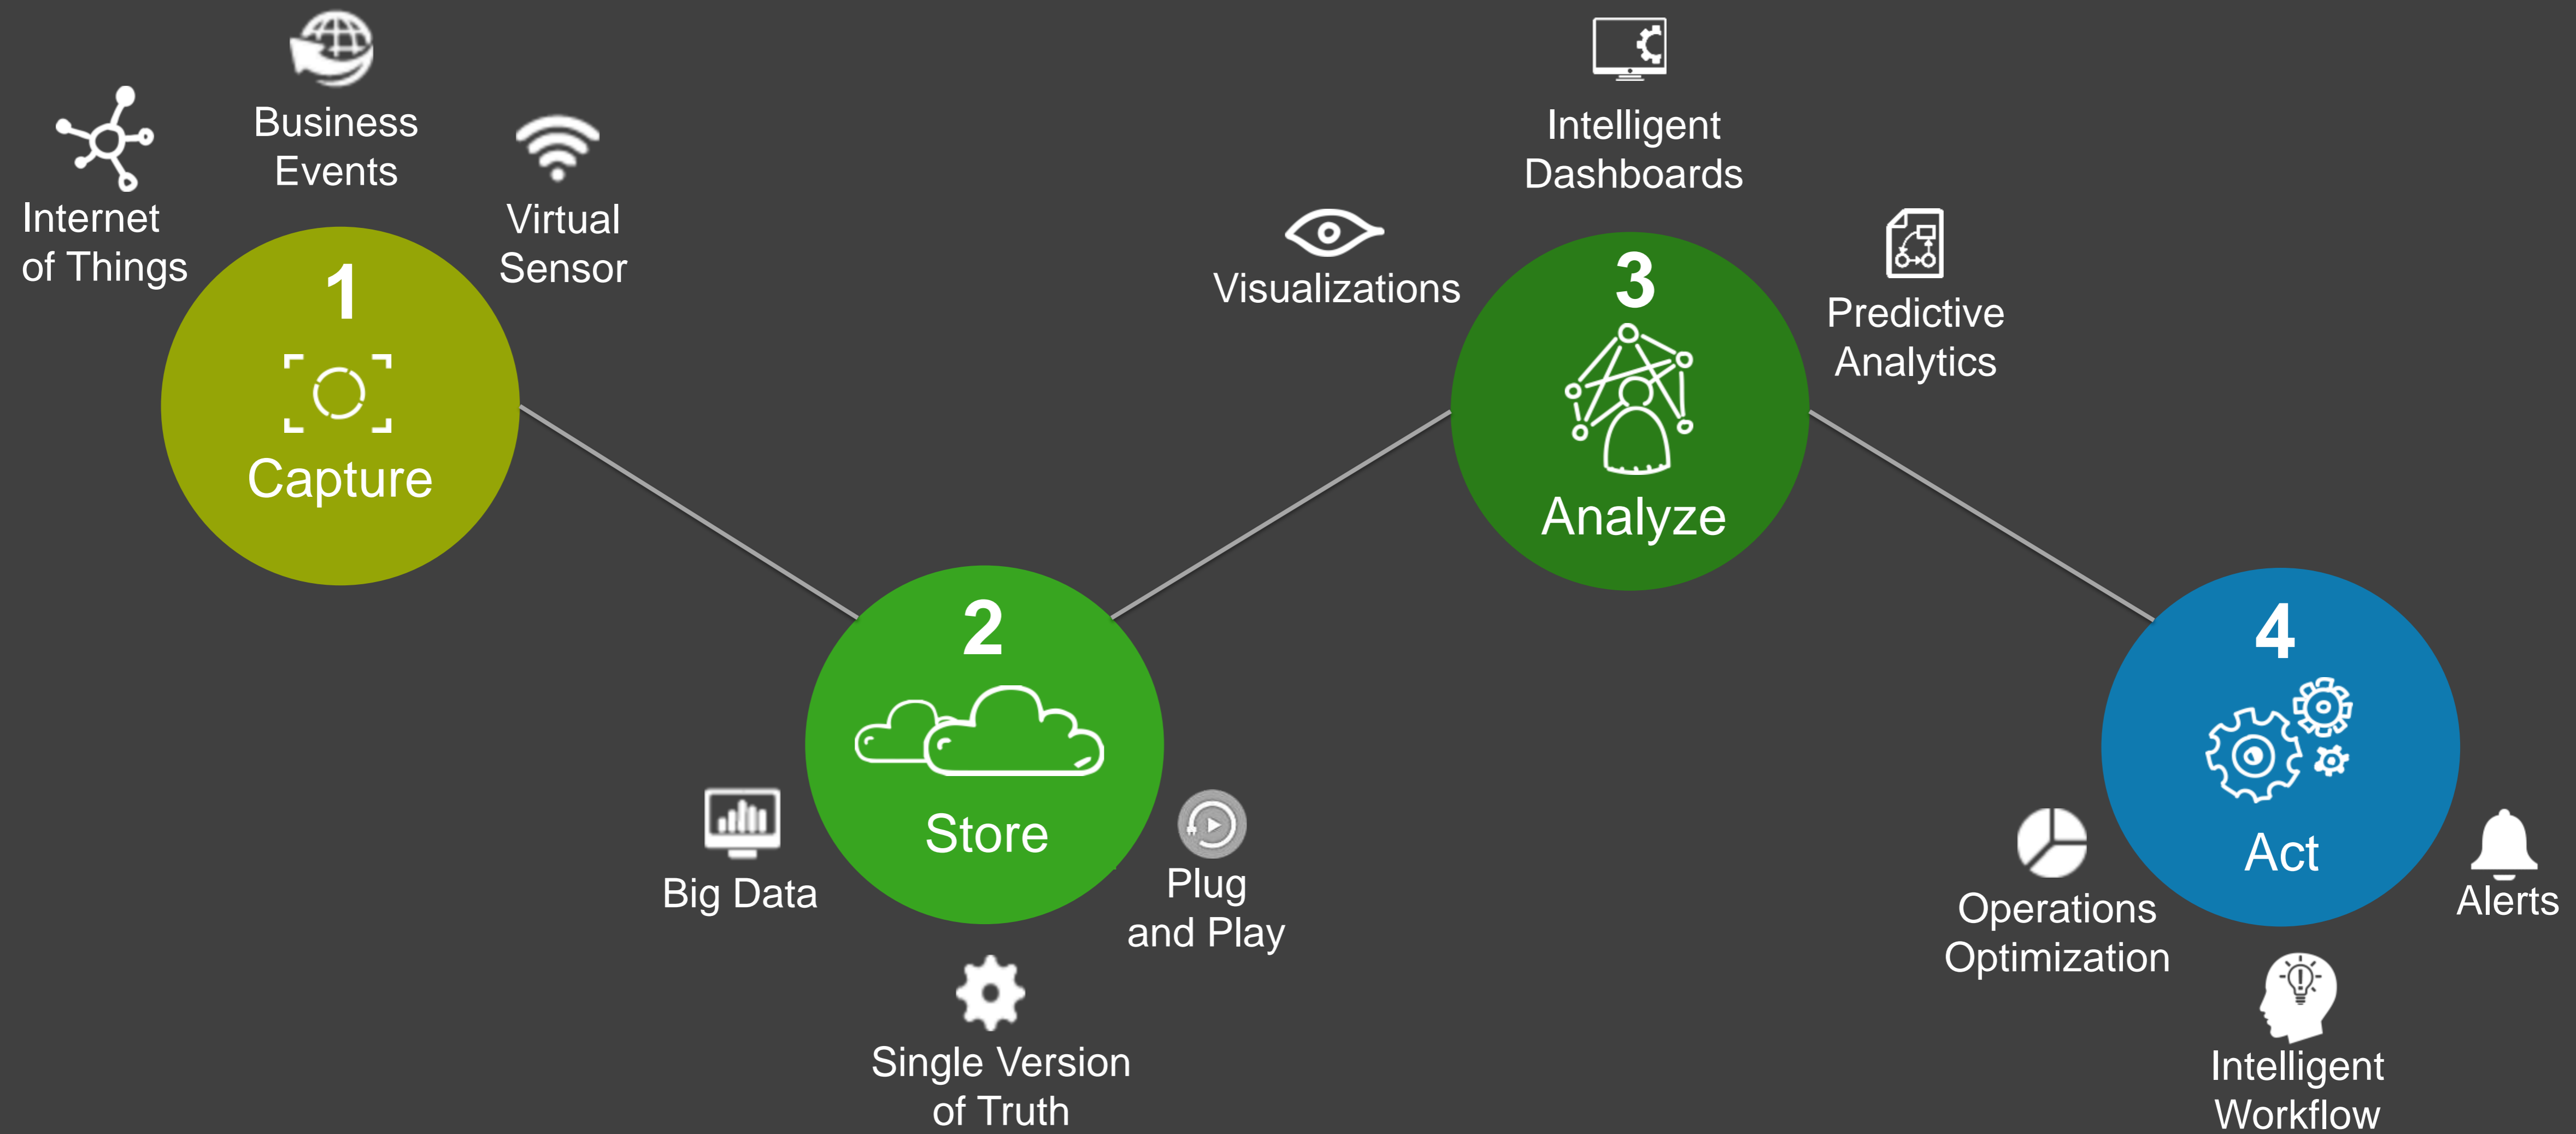 Internet
of Things
Business
Events
Virtual
Sensor
1
Capture
2
Store
Big Data
Single Version
of Truth
Plug
and Play
Visualizations
Intelligent
Dashboards
Predictive
Analytics
3
Analyze
4
Act
Operations
Optimization
Intelligent
Workflow
Alerts